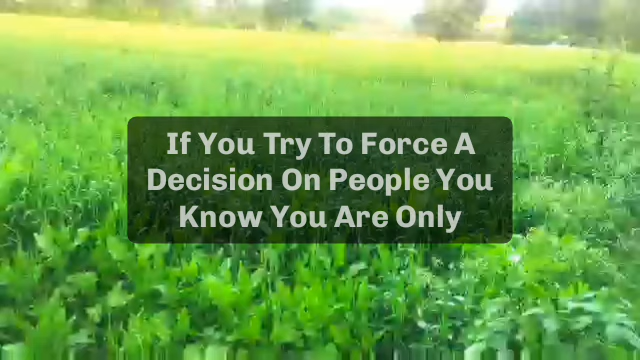 If You Try To Force A
Decision On People You
Know You Are Only